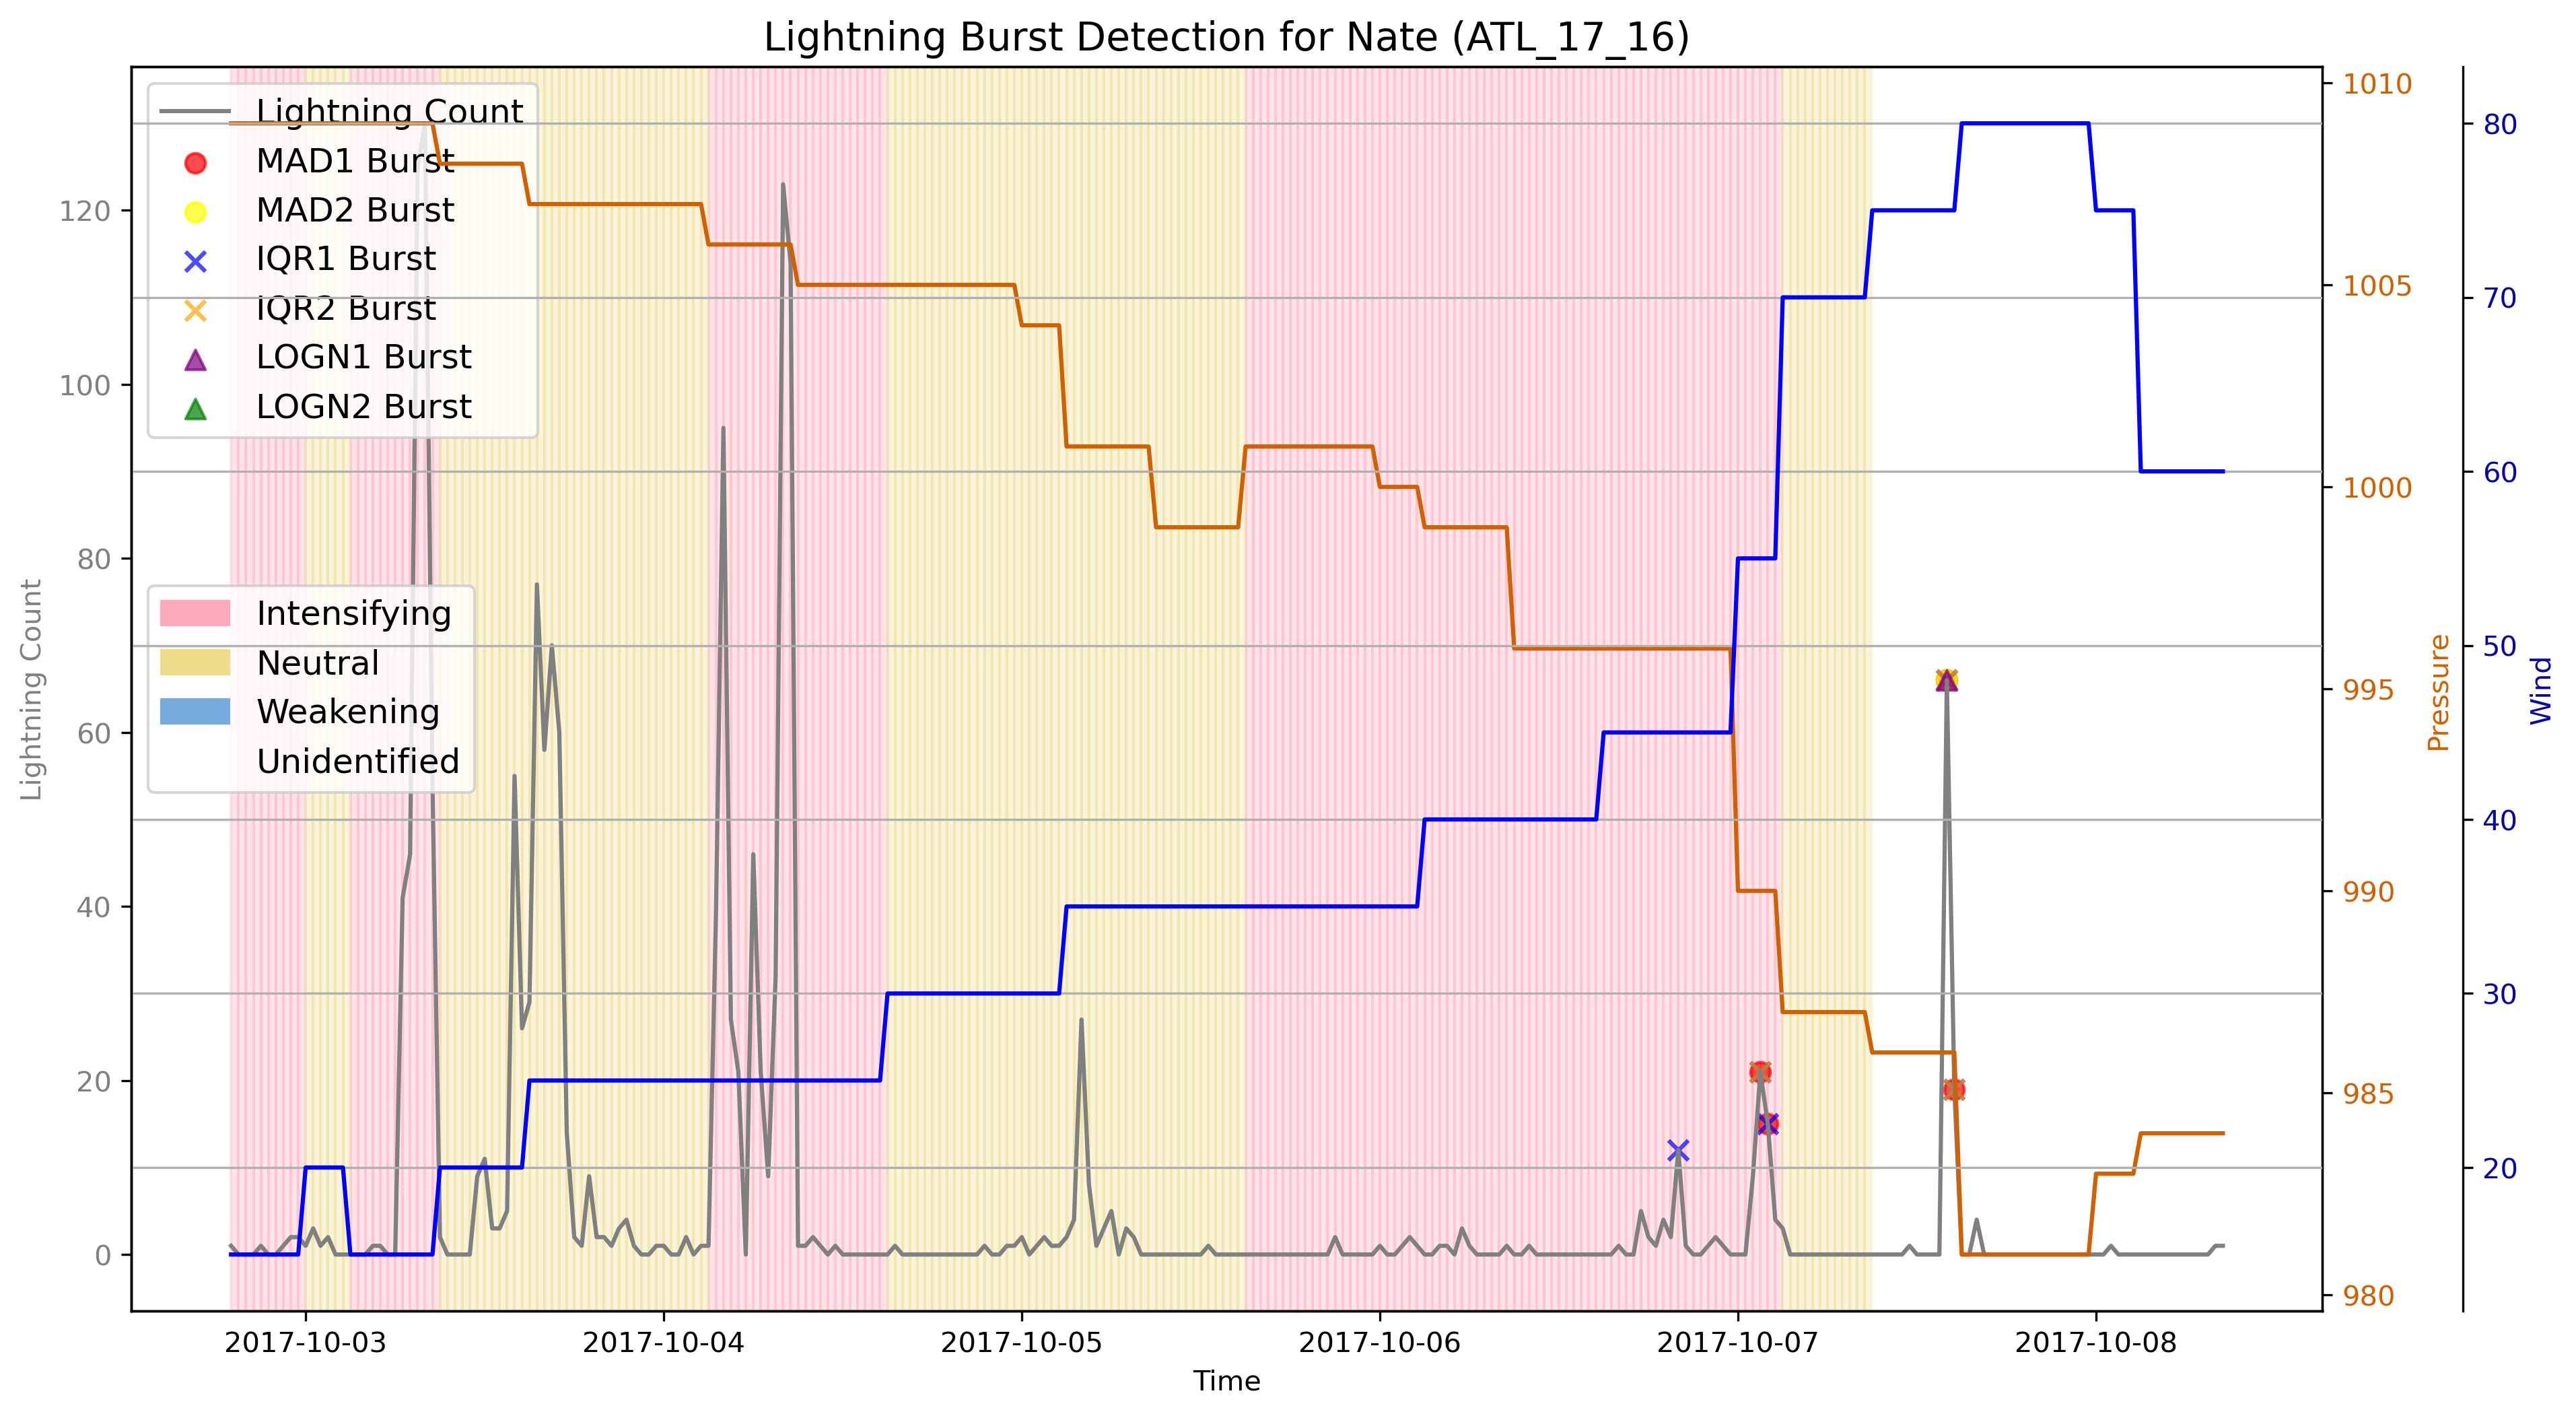 Lightning Burst Detection for Nate (ATL_17_16)
Lightning Count
MAD1 Burst
MAD2 Burst
IQR1 Burst
IQR2 Burst
LOGN1 Burst
LOGN2 Burst
Intensifying
Neutral
Weakening
Unidentified
Lightning Count
120
100
80
60
40
20
0
1010
1005
1000
995
990
985
980
Pressure
80
70
60
50
40
30
20
Wind
2017-10-03
2017-10-04
2017-10-05
2017-10-06
2017-10-07
2017-10-08
Time